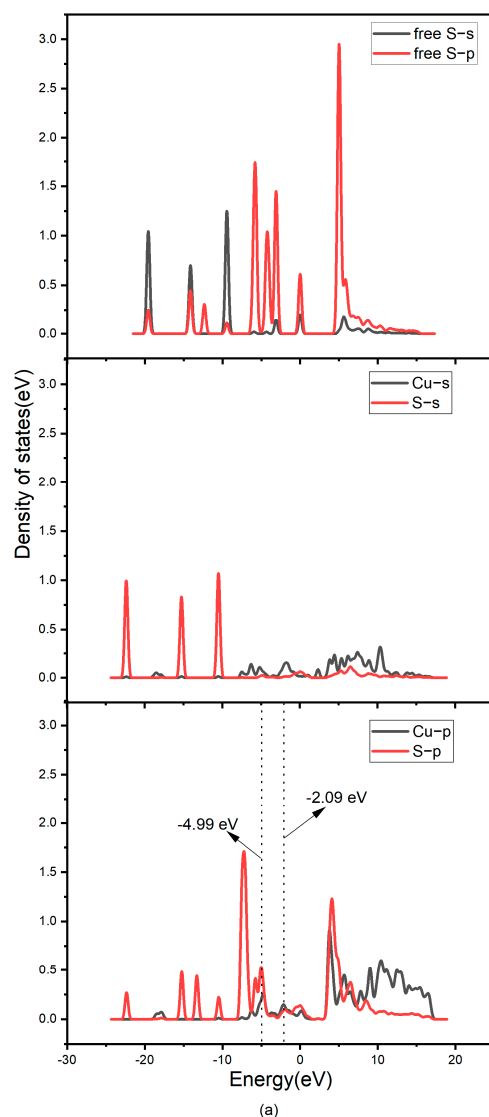 free S−s
free S−p
3.0
2.5
2.0
1.5
1.0
0.5
0.0
Cu−s
S−s
3.0
2.5
2.0
1.5
1.0
0.5
0.0
Density of states(eV)
Cu−p
S−p
3.0
2.5
2.0
1.5
1.0
0.5
0.0
-4.99 eV
-2.09 eV
-30 -20 -10 0 10 20
Energy(eV)
(a)